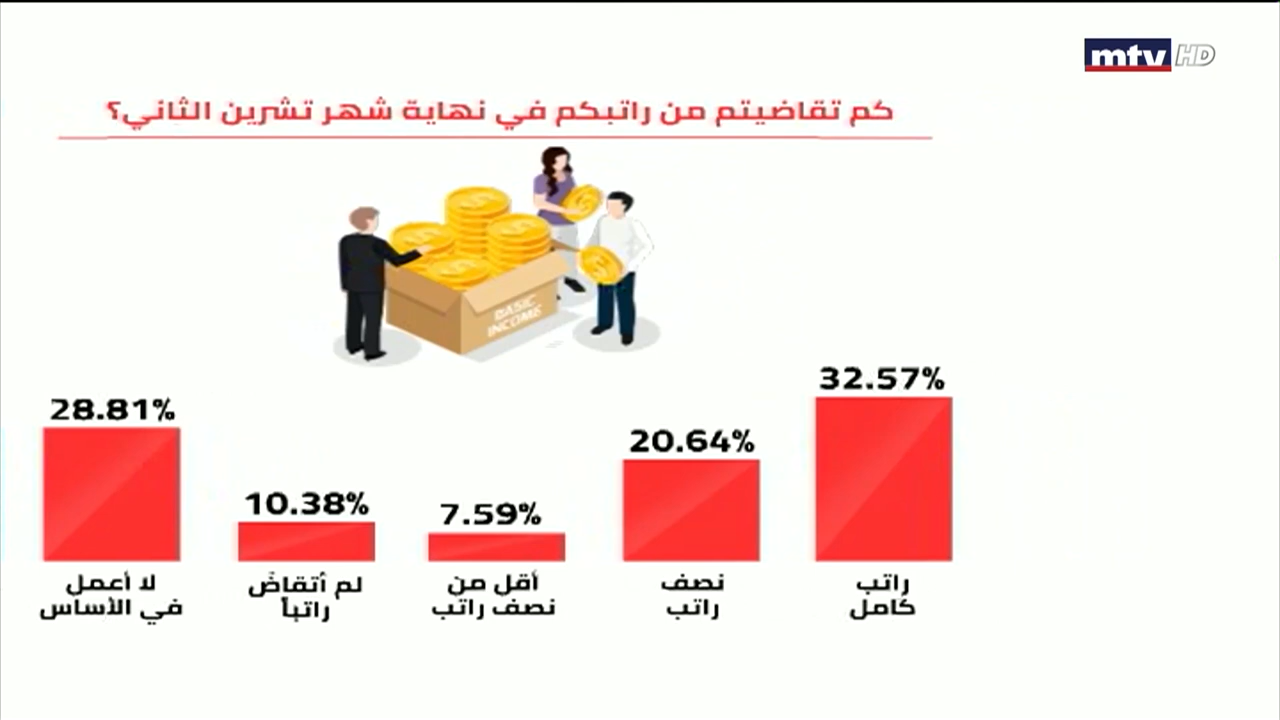 mtv HD
كم تقاضيتم من راتبكم في نهاية شهر تشرين الثاني؟
BASIC
INCOME
32.57%
راتب
كامل
20.64%
نصف
راتب
7.59%
أقل من
نصف راتب
10.38%
لم أتقاضَ
راتباً
28.81%
لا أعمل
في الأساس